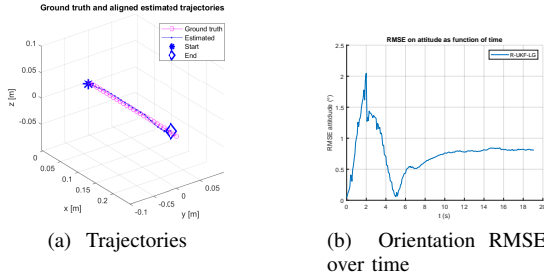 Ground truth and aligned estimated trajectories
Ground truth
Estimated
Start
End
0.1
0.05
0
-0.05
z [m]
0
0.05
0.1
0.15
0.2
x [m]
-0.1
-0.05
0
0.05
y [m]
(a) Trajectories
RMSE on attitude as function of time
R-UKF-LG
2.5
2
1.5
1
0.5
0
RMSE attitude (°)
0 2 4 6 8 10 12 14 16 18 20
t (s)
(b) Orientation RMSE
over time